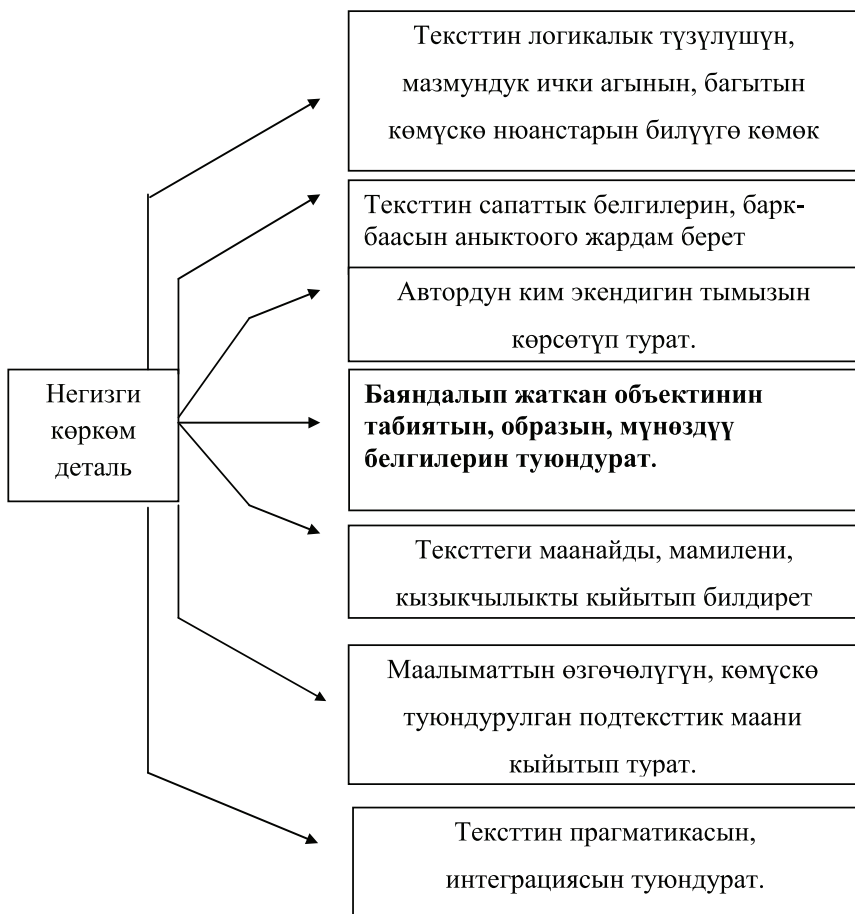 Тексттин логикалык түзүлүшүн,
мазмундук ички агынын, багытын
көмүскө нюанстарын билүүгө көмөк
Тексттин сапаттык белгилерин, барк-
баасын аныктоого жардам берет
Автордун ким экендигин тымызын
көрсөтүп турат.
Негизги
көркөм
деталь
Баяндалып жаткан объектинин
табиятын, образын, мүнөздүү
белгилерин туюндурат.
Тексттеги маанайды, мамилени,
кызыкчылыкты кыйытып билдирет
Маалыматтын өзгөчөлүгүн, көмүскө
туюндурулган подтексттик маани
кыйытып турат.
Тексттин прагматикасын,
интеграциясын туюндурат.